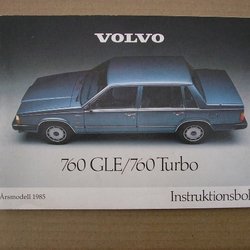 VOLVO
760 GLE/760 Turbo
Årsmodell 1985
Instruktionsbok